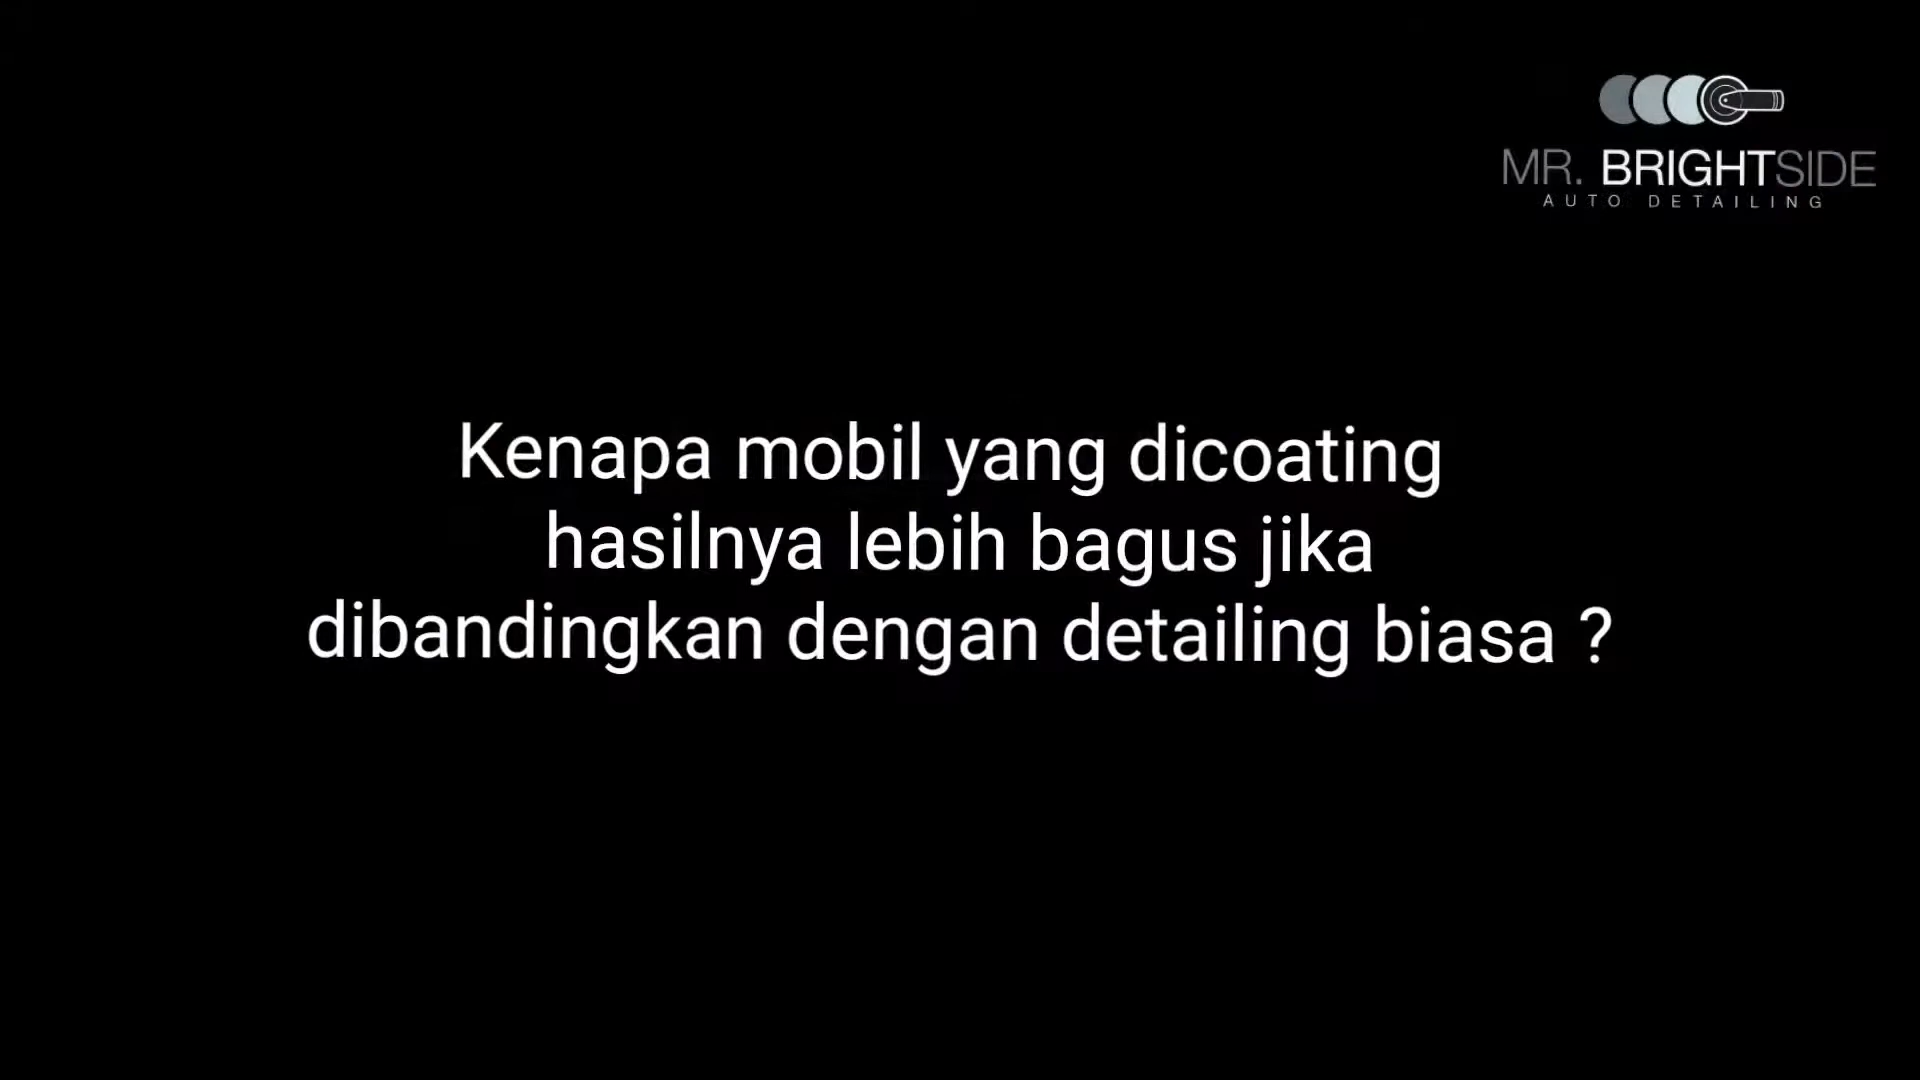 MR. BRIGHTSIDE
AUTO DETAILING
Kenapa mobil yang dicoating
hasilnya lebih bagus jika
dibandingkan dengan detailing biasa ?